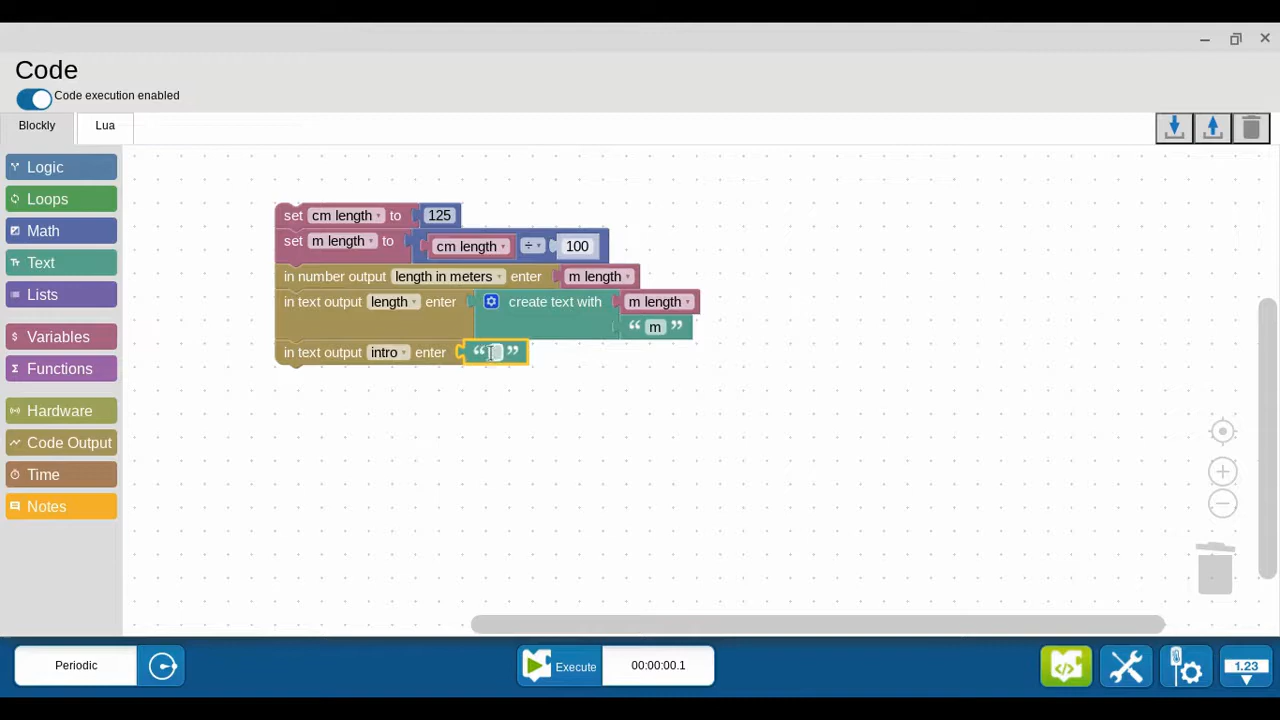 Code
Code execution enabled
Blockly
Lua
Logic
Loops
Math
Text
Lists
Variables
Functions
Hardware
Code Output
Time
Notes
set cm length to 125
set m length to cm length ÷ 100
in number output length in meters enter m length
in text output length enter create text with m length
“ m ”
in text output intro enter “ ”
Periodic
Execute
00:00:00.1
1.23